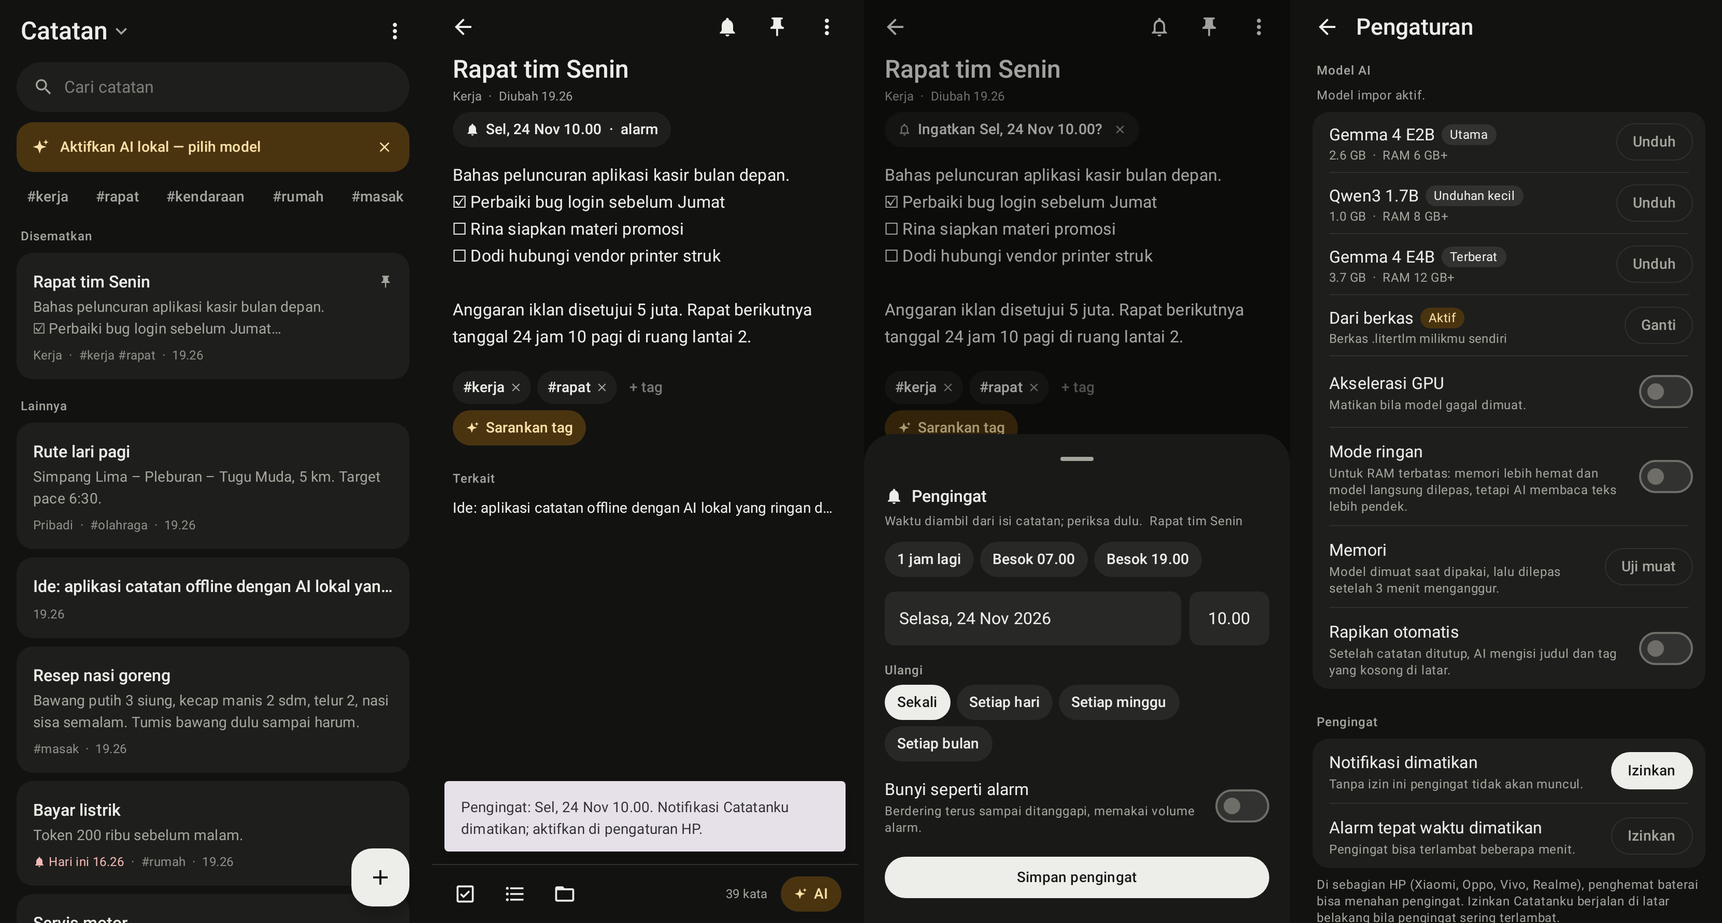 Catatan
Cari catatan
Aktifkan AI lokal — pilih model
#kerja #rapat #kendaraan #rumah #masak
Disematkan
Rapat tim Senin
Bahas peluncuran aplikasi kasir bulan depan.
☑ Perbaiki bug login sebelum Jumat…
Kerja · #kerja #rapat · 19.26
Lainnya
Rute lari pagi
Simpang Lima – Pleburan – Tugu Muda, 5 km. Target
pace 6:30.
Pribadi · #olahraga · 19.26
Ide: aplikasi catatan offline dengan AI lokal yan…
19.26
Resep nasi goreng
Bawang putih 3 siung, kecap manis 2 sdm, telur 2, nasi
sisa semalam. Tumis bawang dulu sampai harum.
#masak · 19.26
Bayar listrik
Token 200 ribu sebelum malam.
Hari ini 16.26 · #rumah · 19.26
Servis motor
Rapat tim Senin
Kerja · Diubah 19.26
Sel, 24 Nov 10.00 · alarm
Bahas peluncuran aplikasi kasir bulan depan.
☑ Perbaiki bug login sebelum Jumat
☐ Rina siapkan materi promosi
☐ Dodi hubungi vendor printer struk
Anggaran iklan disetujui 5 juta. Rapat berikutnya
tanggal 24 jam 10 pagi di ruang lantai 2.
#kerja × #rapat × + tag
Sarankan tag
Terkait
Ide: aplikasi catatan offline dengan AI lokal yang ringan d…
Pengingat: Sel, 24 Nov 10.00. Notifikasi Catatanku
dimatikan; aktifkan di pengaturan HP.
39 kata
AI
Rapat tim Senin
Kerja · Diubah 19.26
Ingatkan Sel, 24 Nov 10.00? ×
Bahas peluncuran aplikasi kasir bulan depan.
☑ Perbaiki bug login sebelum Jumat
☐ Rina siapkan materi promosi
☐ Dodi hubungi vendor printer struk
Anggaran iklan disetujui 5 juta. Rapat berikutnya
tanggal 24 jam 10 pagi di ruang lantai 2.
#kerja × #rapat × + tag
Sarankan tag
Pengingat
Waktu diambil dari isi catatan; periksa dulu. Rapat tim Senin
1 jam lagi
Besok 07.00
Besok 19.00
Selasa, 24 Nov 2026
10.00
Ulangi
Sekali
Setiap hari
Setiap minggu
Setiap bulan
Bunyi seperti alarm
Berdering terus sampai ditanggapi, memakai volume
alarm.
Simpan pengingat
Pengaturan
Model AI
Model impor aktif.
Gemma 4 E2B Utama
2.6 GB · RAM 6 GB+
Unduh
Qwen3 1.7B Unduhan kecil
1.0 GB · RAM 8 GB+
Unduh
Gemma 4 E4B Terberat
3.7 GB · RAM 12 GB+
Unduh
Dari berkas Aktif
Berkas .litertlm milikmu sendiri
Ganti
Akselerasi GPU
Matikan bila model gagal dimuat.
Mode ringan
Untuk RAM terbatas: memori lebih hemat dan
model langsung dilepas, tetapi AI membaca teks
lebih pendek.
Memori
Model dimuat saat dipakai, lalu dilepas
setelah 3 menit menganggur.
Uji muat
Rapikan otomatis
Setelah catatan ditutup, AI mengisi judul dan tag
yang kosong di latar.
Pengingat
Notifikasi dimatikan
Tanpa izin ini pengingat tidak akan muncul.
Izinkan
Alarm tepat waktu dimatikan
Pengingat bisa terlambat beberapa menit.
Izinkan
Di sebagian HP (Xiaomi, Oppo, Vivo, Realme), penghemat baterai
bisa menahan pengingat. Izinkan Catatanku berjalan di latar
belakang bila pengingat sering terlambat.